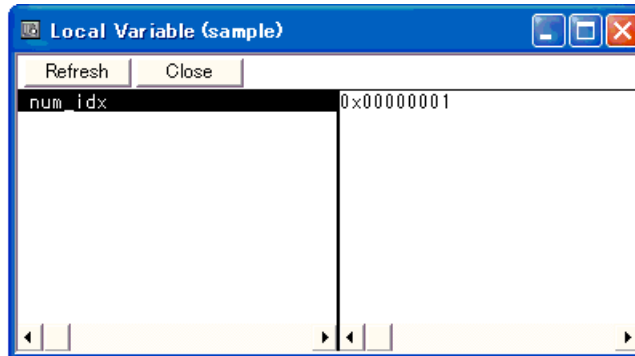 Local Variable (sample)
Refresh Close
num_idx 0x00000001